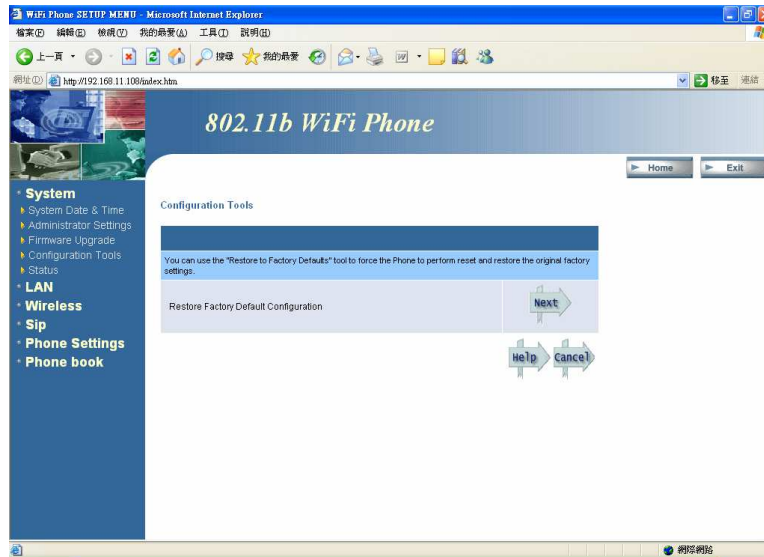 WiFi Phone SETUP MENU - Microsoft Internet Explorer
檔案(F) 編輯(E) 檢視(V) 我的最愛(A) 工具(T) 說明(H)
上一頁 搜尋 我的最愛
網址(D) http://192.168.11.108/index.htm 移至 連結
802.11b WiFi Phone
Home Exit
System
System Date & Time
Administrator Settings
Firmware Upgrade
Configuration Tools
Status
LAN
Wireless
Sip
Phone Settings
Phone book
Configuration Tools
You can use the "Restore to Factory Defaults" tool to force the Phone to perform reset and restore the original factory
settings.
Restore Factory Default Configuration Next
Help Cancel
網際網路